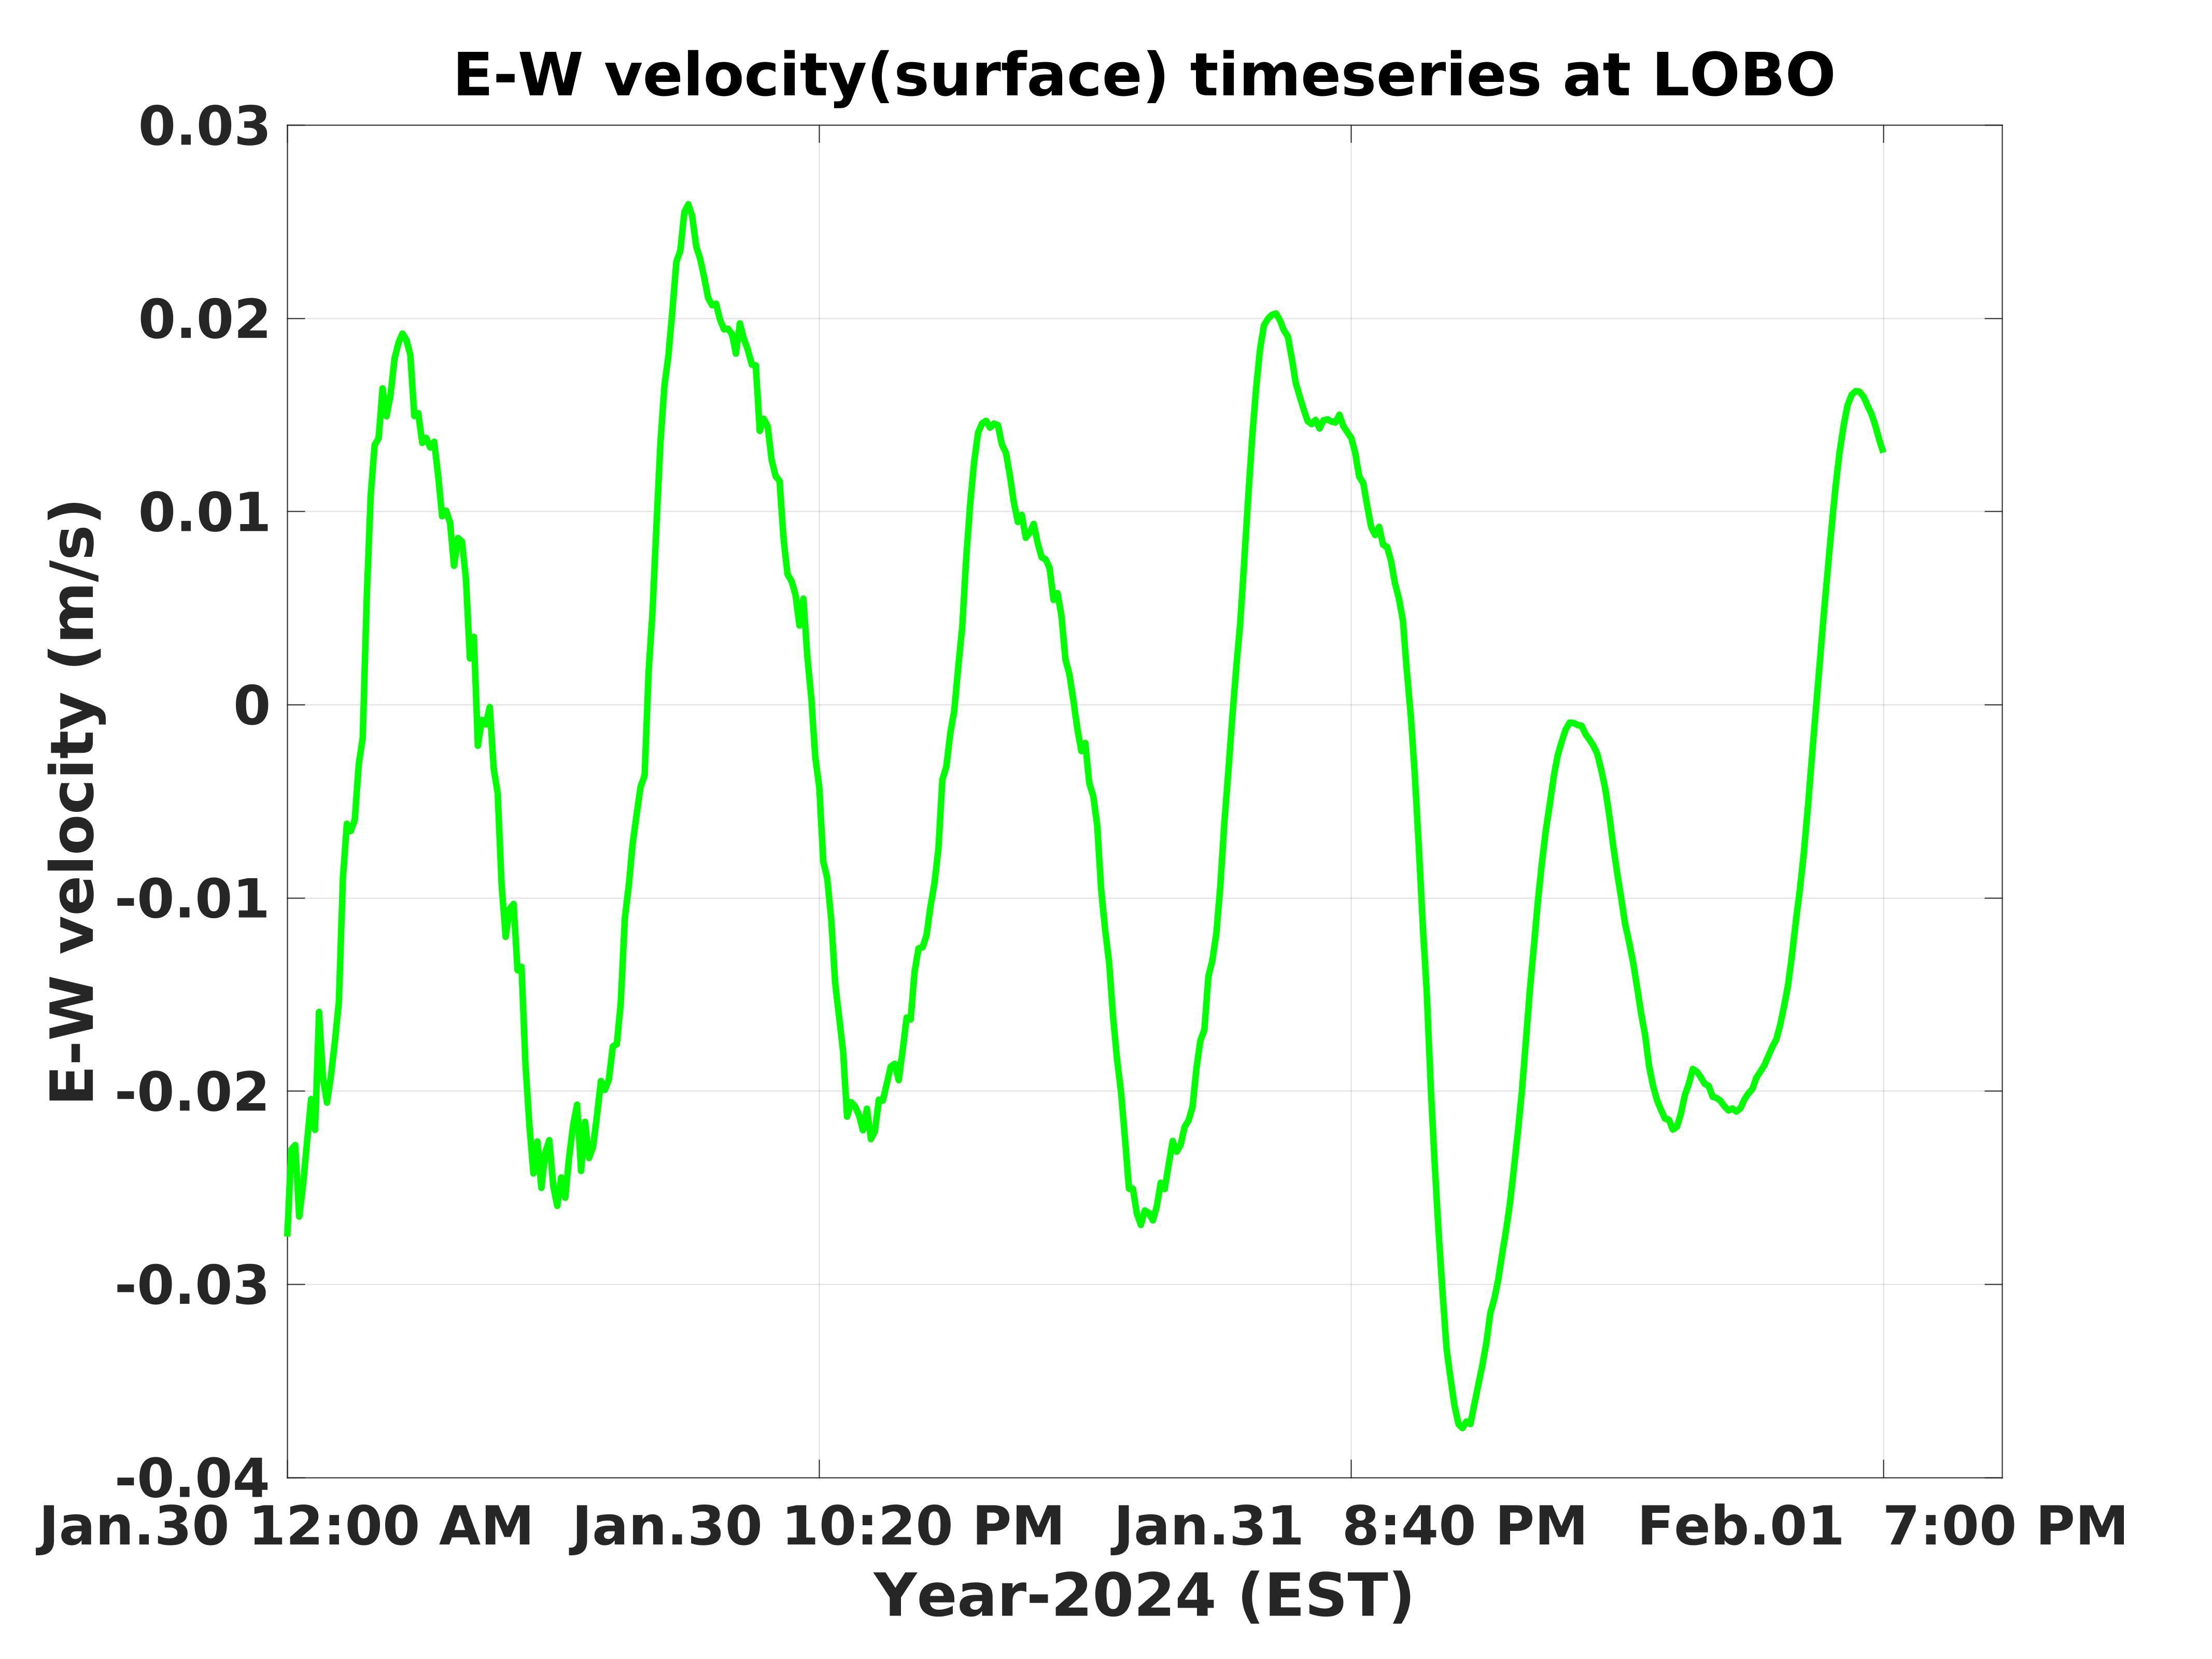 E-W velocity(surface) timeseries at LOBO
0.03
0.02
0.01
0
-0.01
-0.02
-0.03
-0.04
E-W velocity (m/s)
Jan.30 12:00 AM Jan.30 10:20 PM Jan.31 8:40 PM Feb.01 7:00 PM
Year-2024 (EST)